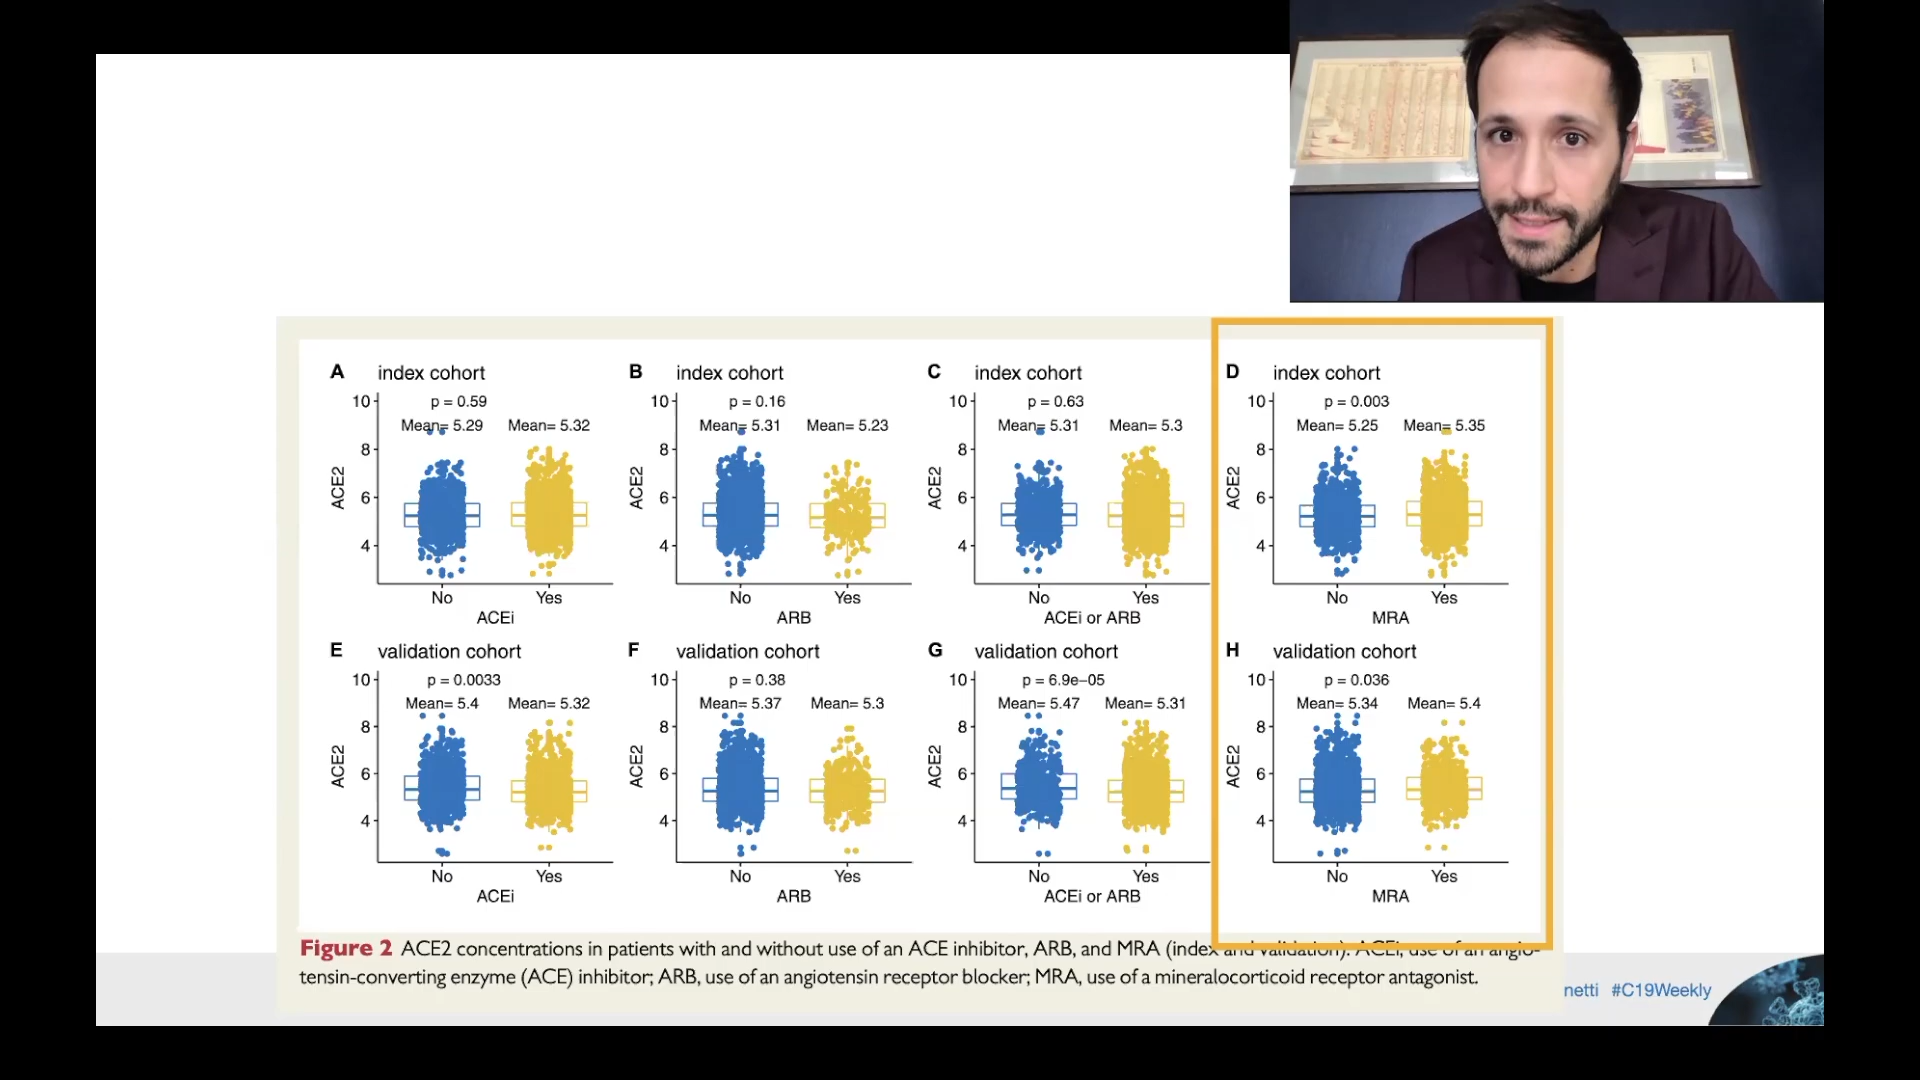 A index cohort
p = 0.59
Mean= 5.29 Mean= 5.32
10
8
6
4
ACE2
No Yes
ACEi
B index cohort
p = 0.16
Mean= 5.31 Mean= 5.23
10
8
6
4
ACE2
No Yes
ARB
C index cohort
p = 0.63
Mean= 5.31 Mean= 5.3
10
8
6
4
ACE2
No Yes
ACEi or ARB
D index cohort
p = 0.003
Mean= 5.25 Mean= 5.35
10
8
6
4
ACE2
No Yes
MRA
E validation cohort
p = 0.0033
Mean= 5.4 Mean= 5.32
10
8
6
4
ACE2
No Yes
ACEi
F validation cohort
p = 0.38
Mean= 5.37 Mean= 5.3
10
8
6
4
ACE2
No Yes
ARB
G validation cohort
p = 6.9e−05
Mean= 5.47 Mean= 5.31
10
8
6
4
ACE2
No Yes
ACEi or ARB
H validation cohort
p = 0.036
Mean= 5.34 Mean= 5.4
10
8
6
4
ACE2
No Yes
MRA
Figure 2 ACE2 concentrations in patients with and without use of an ACE inhibitor, ARB, and MRA (index and validation). ACEi, use of an angio-
tensin-converting enzyme (ACE) inhibitor; ARB, use of an angiotensin receptor blocker; MRA, use of a mineralocorticoid receptor antagonist.
netti #C19Weekly